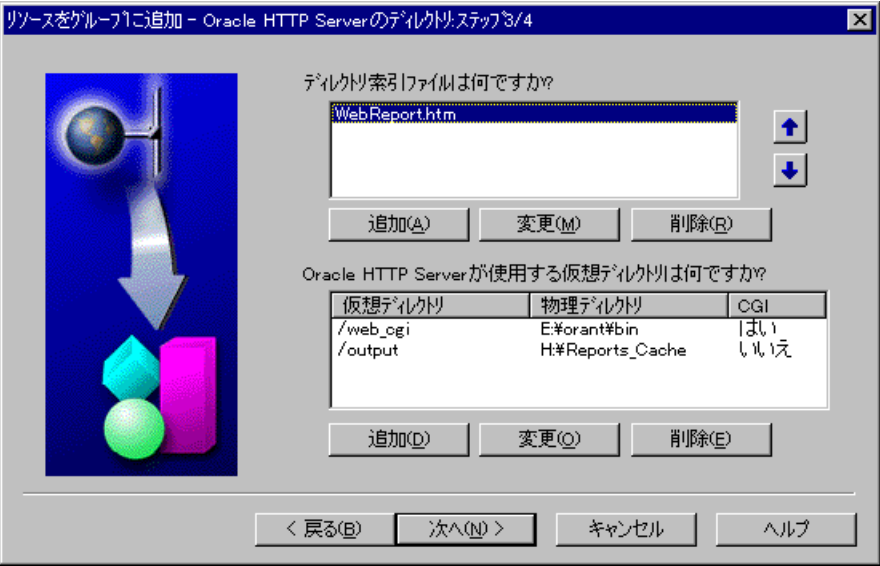 リソースをグループに追加 - Oracle HTTP Serverのディレクトリ:ステップ3/4
ディレクトリ索引ファイルは何ですか?
WebReport.htm
追加(A) 変更(M) 削除(R)
Oracle HTTP Serverが使用する仮想ディレクトリは何ですか?
仮想ディレクトリ 物理ディレクトリ CGI
/web_cgi E:¥orant¥bin はい
/output H:¥Reports_Cache いいえ
追加(D) 変更(O) 削除(E)
< 戻る(B) 次へ(N) > キャンセル ヘルプ